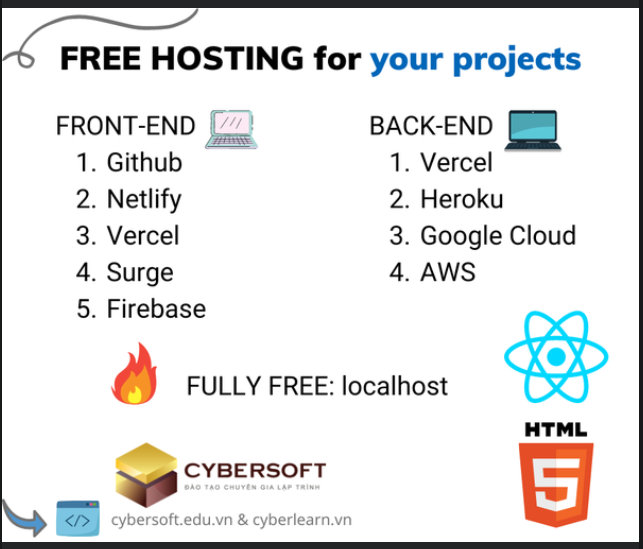 FREE HOSTING for your projects
FRONT-END
1. Github
2. Netlify
3. Vercel
4. Surge
5. Firebase
BACK-END
1. Vercel
2. Heroku
3. Google Cloud
4. AWS
FULLY FREE: localhost
HTML
5
CYBERSOFT
ĐÀO TẠO CHUYÊN GIA LẬP TRÌNH
</>
cybersoft.edu.vn & cyberlearn.vn